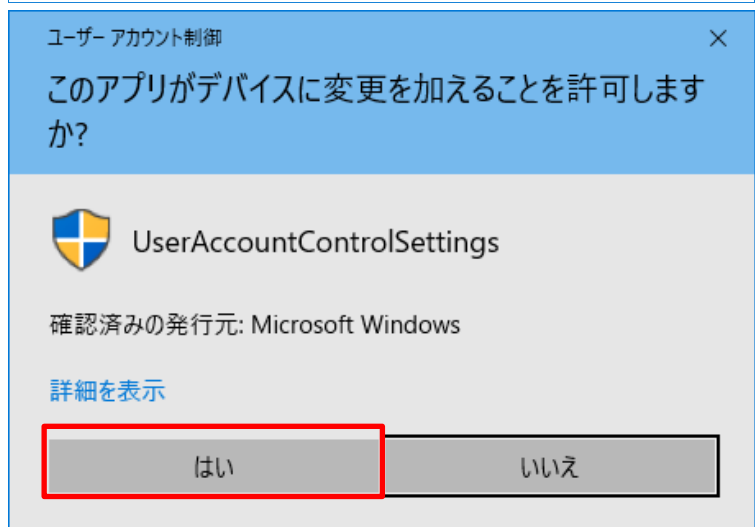 ユーザー アカウント制御
このアプリがデバイスに変更を加えることを許可します
か?
UserAccountControlSettings
確認済みの発行元: Microsoft Windows
詳細を表示
はい
いいえ